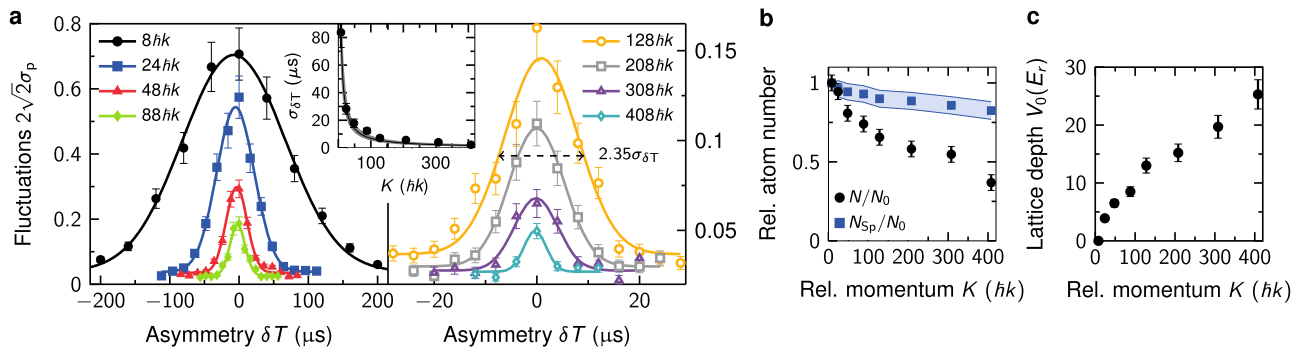 a
Fluctuations 2√2σp
0.8
0.6
0.4
0.2
0
8ħk
24ħk
48ħk
88ħk
−200
−100
0
100
200
Asymmetry δT (μs)
σδT (μs)
80
60
40
20
0
100
300
K (ħk)
128ħk
208ħk
308ħk
408ħk
2.35σδT
0.15
0.10
0.05
−20
0
20
Asymmetry δT (μs)
b
Rel. atom number
1
0.5
0
N/N0
NSp/N0
0
100
200
300
400
Rel. momentum K (ħk)
c
Lattice depth V0(Er)
30
20
10
0
0
100
200
300
400
Rel. momentum K (ħk)